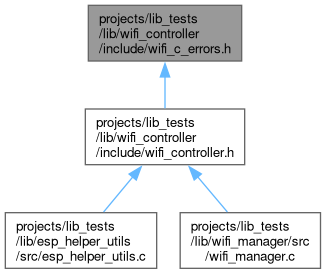 projects/lib_tests
/lib/wifi_controller
/include/wifi_c_errors.h
projects/lib_tests
/lib/wifi_controller
/include/wifi_controller.h
projects/lib_tests
/lib/esp_helper_utils
/src/esp_helper_utils.c
projects/lib_tests
/lib/wifi_manager/src
/wifi_manager.c